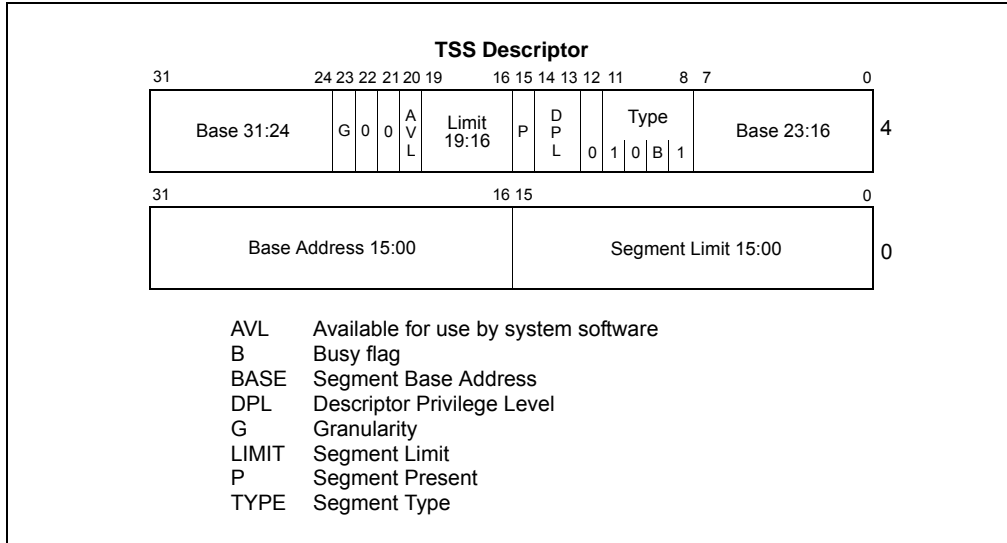 TSS Descriptor
31 24 23 22 21 20 19 16 15 14 13 12 11 8 7 0
Base 31:24 G 0 0 AVL Limit 19:16 P DPL 0 Type 1 0 B 1 Base 23:16 4
31 16 15 0
Base Address 15:00 Segment Limit 15:00 0
AVL Available for use by system software
B Busy flag
BASE Segment Base Address
DPL Descriptor Privilege Level
G Granularity
LIMIT Segment Limit
P Segment Present
TYPE Segment Type